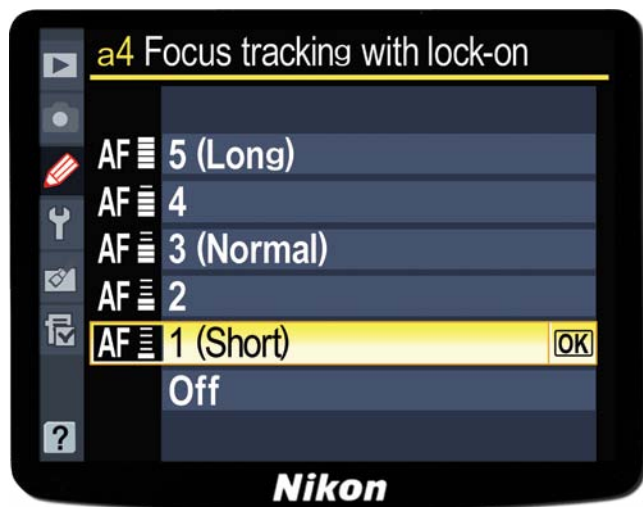 a4 Focus tracking with lock-on
AF 5 (Long)
AF 4
AF 3 (Normal)
AF 2
AF 1 (Short) OK
Off
?
Nikon